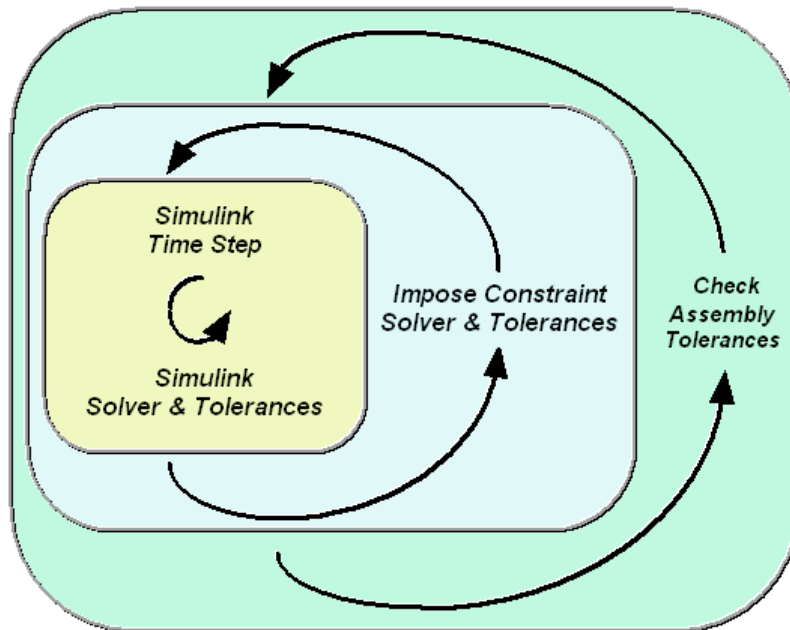 Simulink
Time Step
Simulink
Solver & Tolerances
Impose Constraint
Solver & Tolerances
Check
Assembly
Tolerances